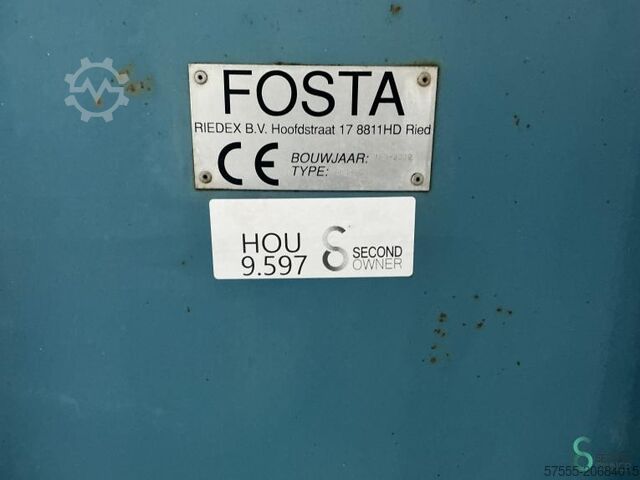 FOSTA
RIEDEX B.V. Hoofdstraat 17 8811HD Ried
CE BOUWJAAR:
TYPE:
HOU
9.597
SECOND
OWNER
57555-20684015